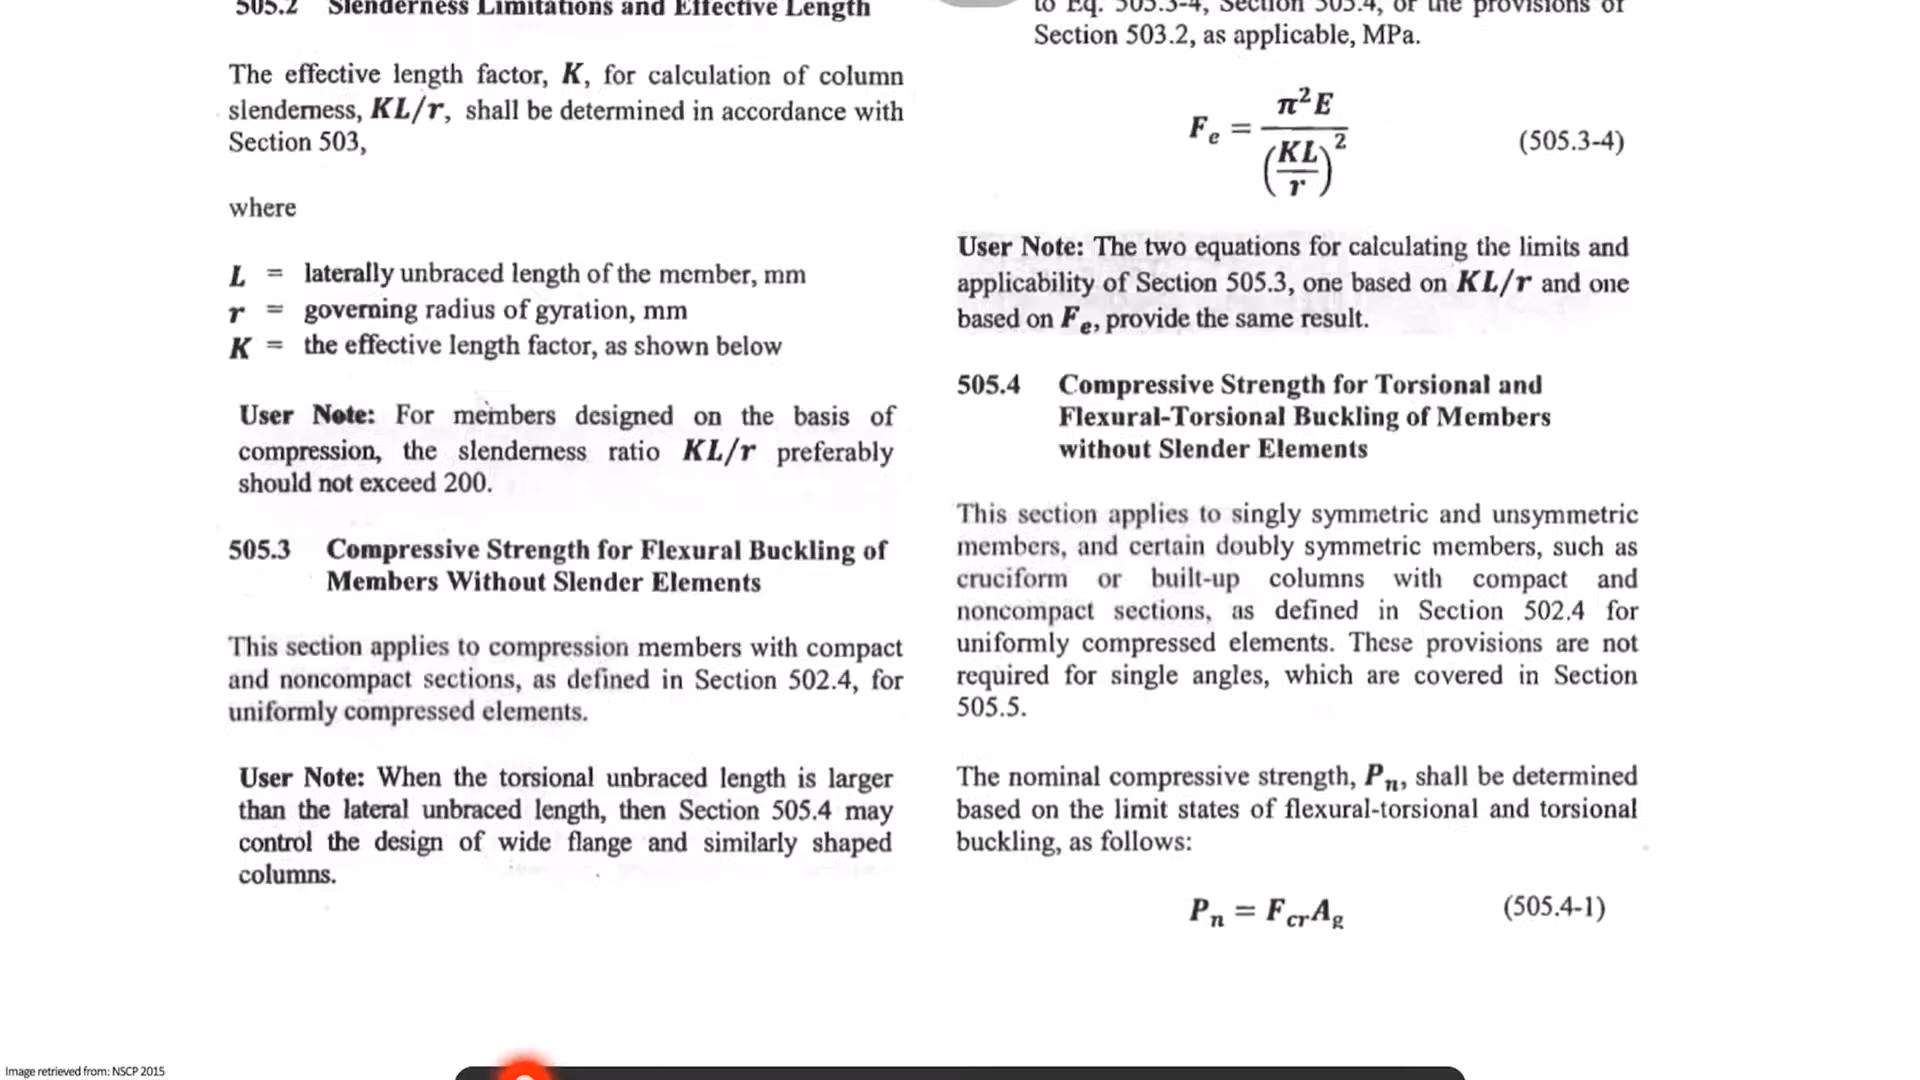 505.2 Slenderness Limitations and Effective Length
The effective length factor, K, for calculation of column
slenderness, KL/r, shall be determined in accordance with
Section 503,
where
L = laterally unbraced length of the member, mm
r = governing radius of gyration, mm
K = the effective length factor, as shown below
User Note: For members designed on the basis of
compression, the slenderness ratio KL/r preferably
should not exceed 200.
505.3 Compressive Strength for Flexural Buckling of
Members Without Slender Elements
This section applies to compression members with compact
and noncompact sections, as defined in Section 502.4, for
uniformly compressed elements.
User Note: When the torsional unbraced length is larger
than the lateral unbraced length, then Section 505.4 may
control the design of wide flange and similarly shaped
columns.
to Eq. 505.3-4, Section 505.4, or the provisions of
Section 503.2, as applicable, MPa.
Fe = π²E / (KL/r)² (505.3-4)
User Note: The two equations for calculating the limits and
applicability of Section 505.3, one based on KL/r and one
based on Fe, provide the same result.
505.4 Compressive Strength for Torsional and
Flexural-Torsional Buckling of Members
without Slender Elements
This section applies to singly symmetric and unsymmetric
members, and certain doubly symmetric members, such as
cruciform or built-up columns with compact and
noncompact sections, as defined in Section 502.4 for
uniformly compressed elements. These provisions are not
required for single angles, which are covered in Section
505.5.
The nominal compressive strength, Pn, shall be determined
based on the limit states of flexural-torsional and torsional
buckling, as follows:
Pn = FcrAg (505.4-1)
Image retrieved from: NSCP 2015